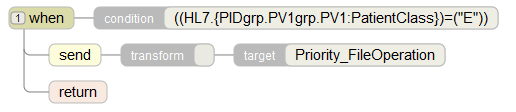 1 when condition ((HL7.{PIDgrp.PV1grp.PV1:PatientClass})=("E"))
send transform target Priority_FileOperation
return